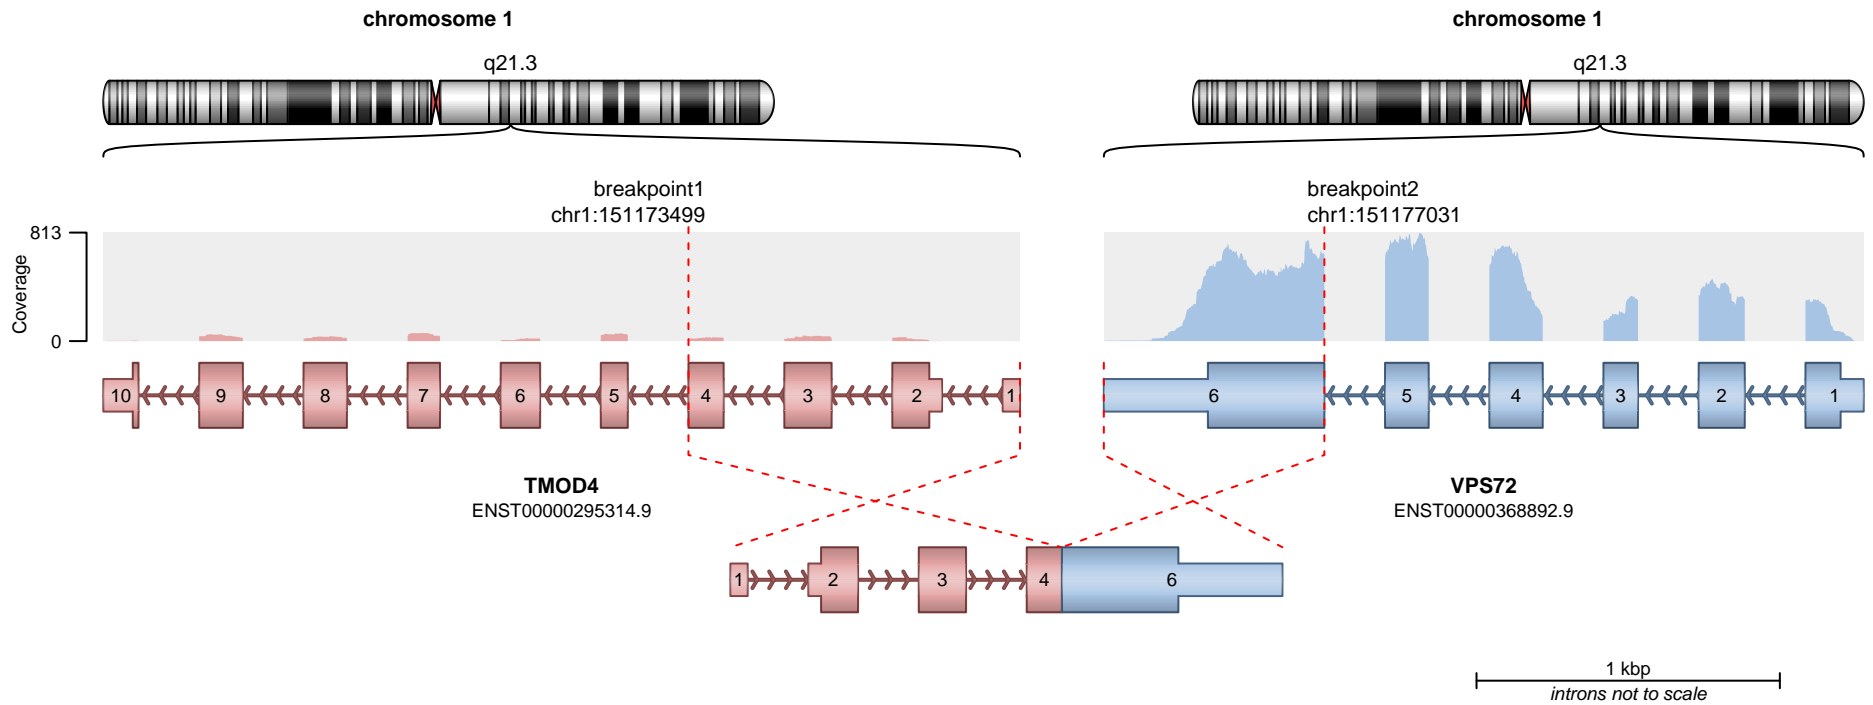 chromosome 1
chromosome 1
q21.3
q21.3
breakpoint1
chr1:151173499
breakpoint2
chr1:151177031
813
0
Coverage
10 9 8 7 6 5 4 3 2 1
6 5 4 3 2 1
TMOD4
ENST00000295314.9
VPS72
ENST00000368892.9
1 2 3 4 6
1 kbp
introns not to scale